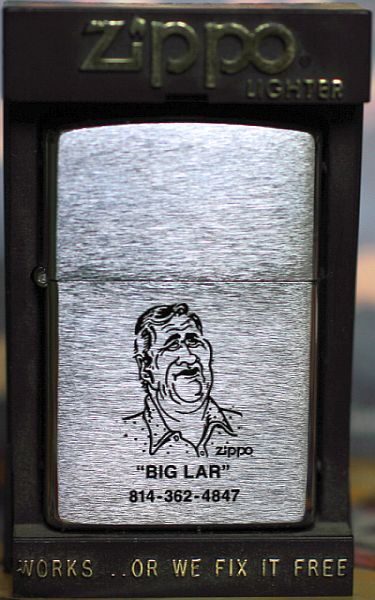 Zippo
LIGHTER
zippo
"BIG LAR"
814-362-4847
WORKS ...OR WE FIX IT FREE